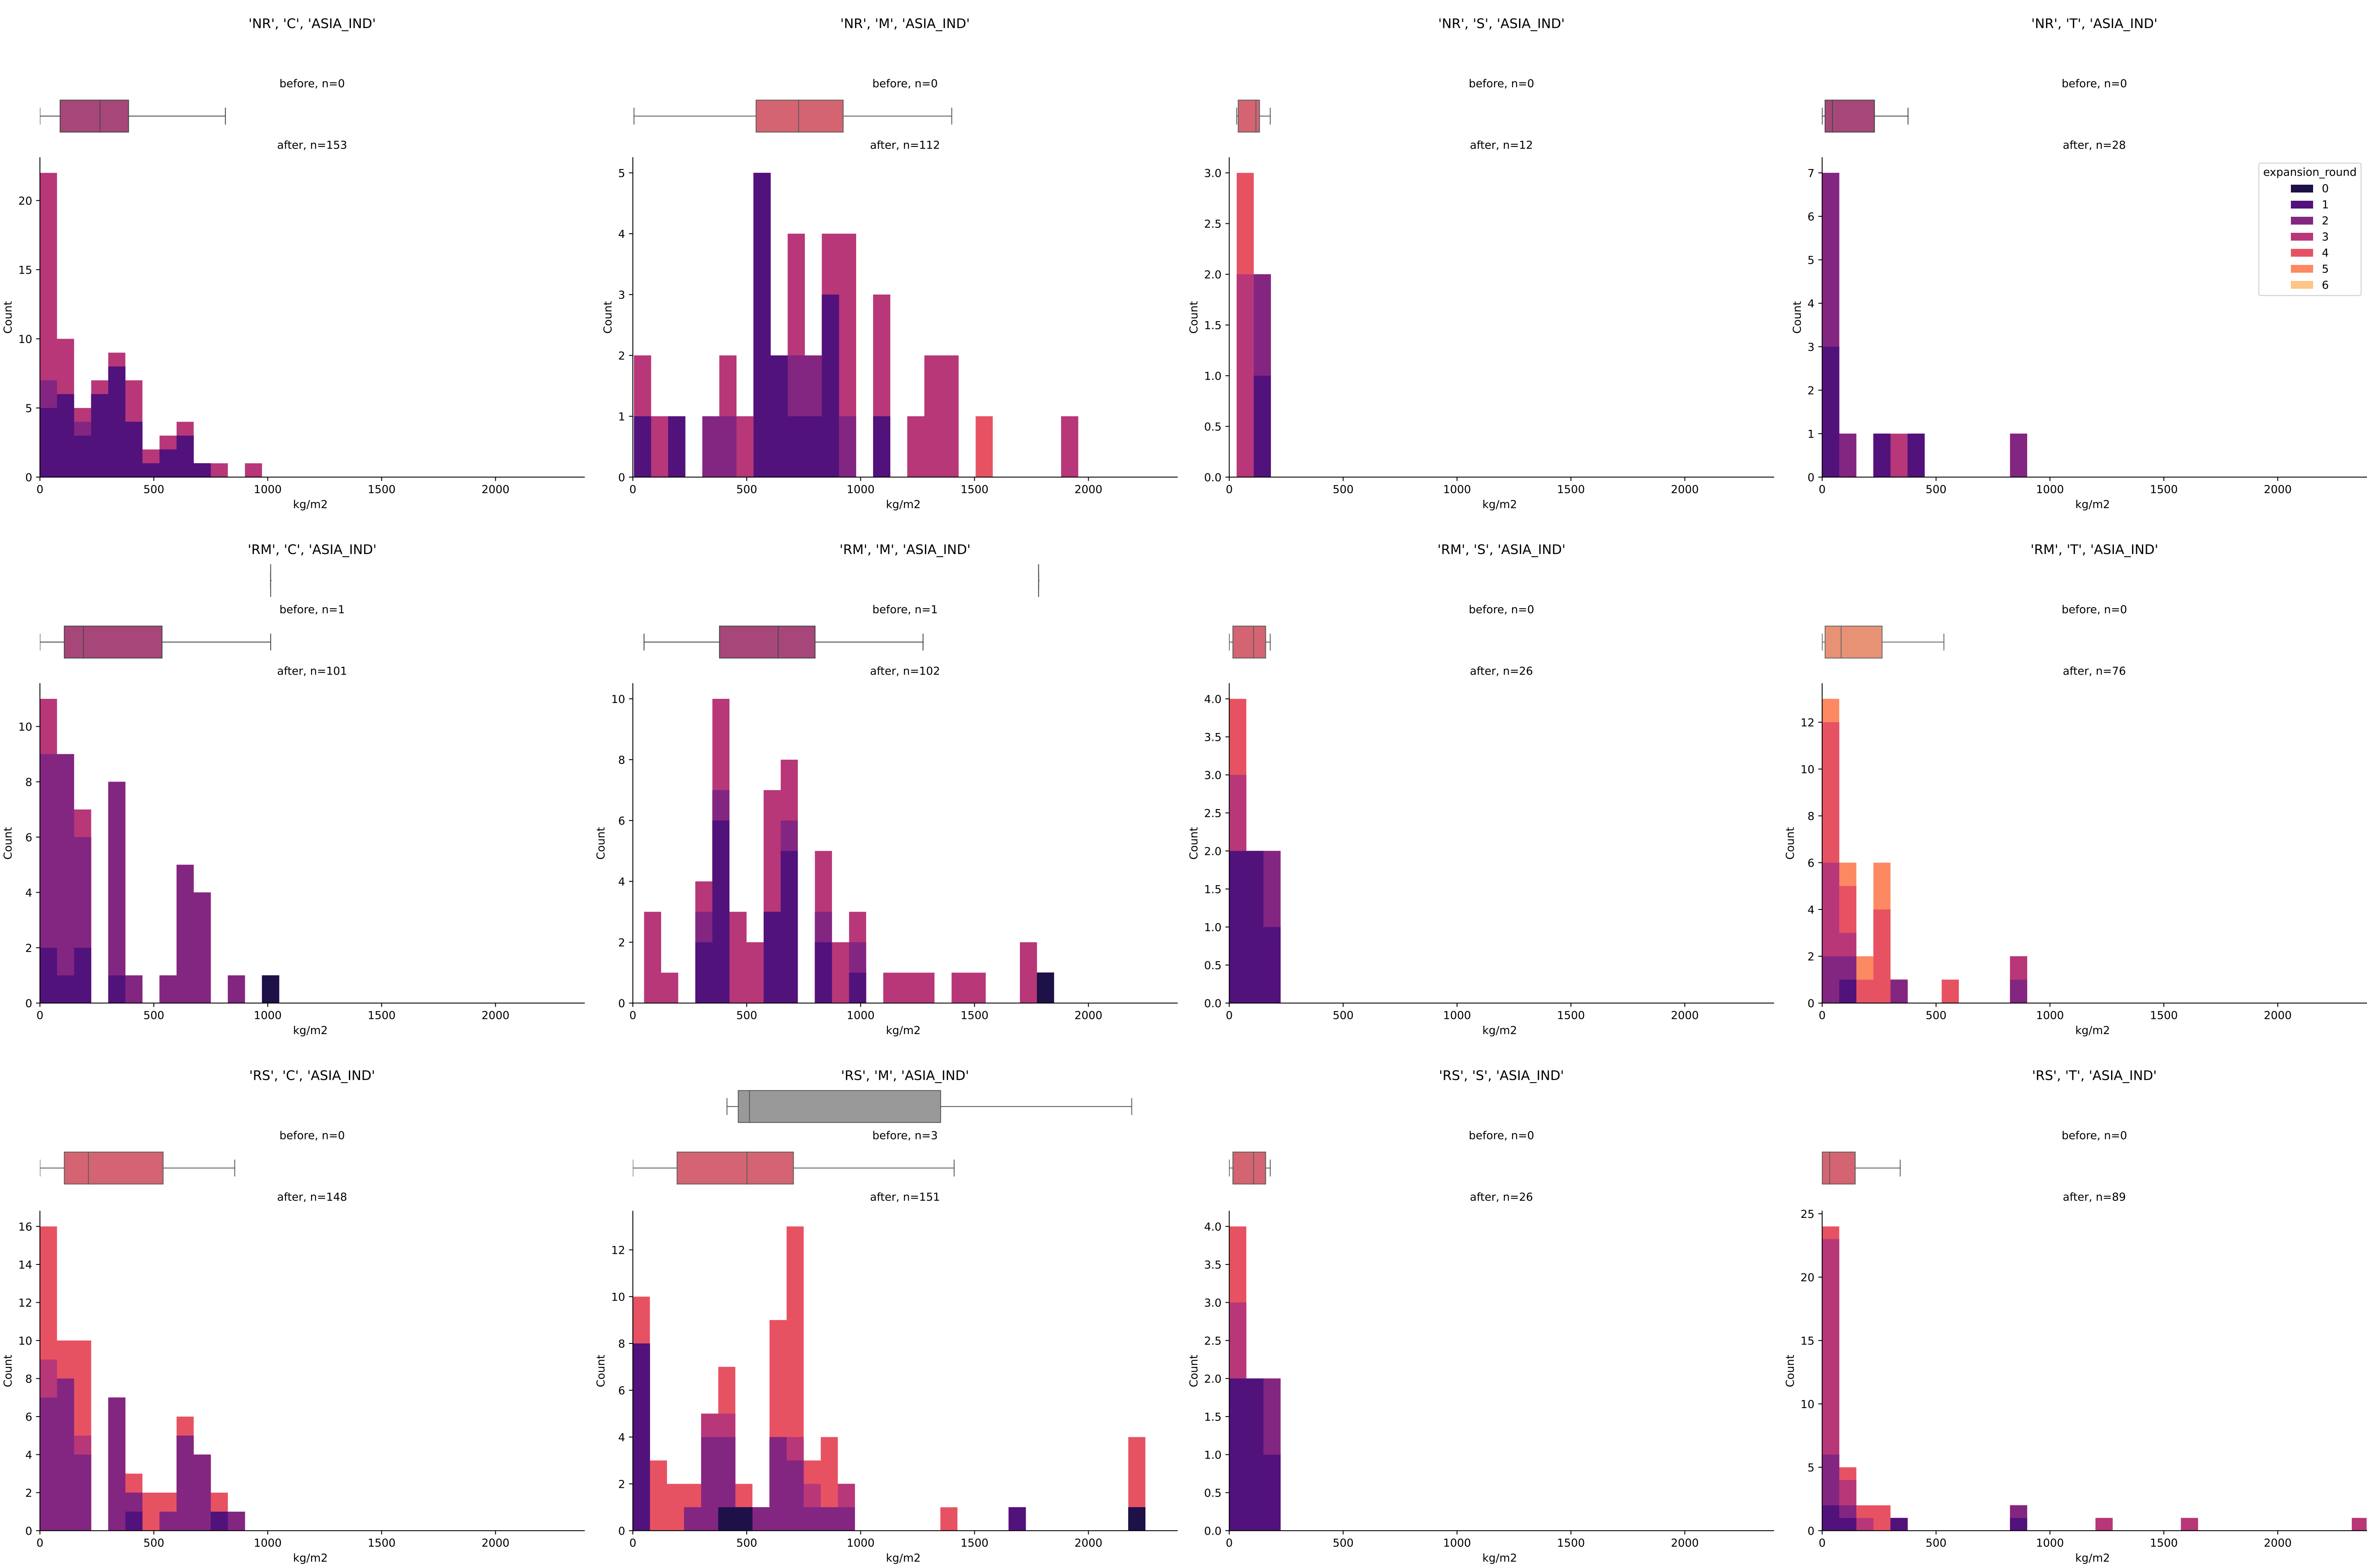 'NR', 'C', 'ASIA_IND'
before, n=0
after, n=153
Count
20
15
10
5
0
0 500 1000 1500 2000
kg/m2
'NR', 'M', 'ASIA_IND'
before, n=0
after, n=112
Count
5
4
3
2
1
0
0 500 1000 1500 2000
kg/m2
'NR', 'S', 'ASIA_IND'
before, n=0
after, n=12
Count
3.0
2.5
2.0
1.5
1.0
0.5
0.0
0 500 1000 1500 2000
kg/m2
'NR', 'T', 'ASIA_IND'
before, n=0
after, n=28
Count
7
6
5
4
3
2
1
0
0 500 1000 1500 2000
kg/m2
expansion_round
0
1
2
3
4
5
6
'RM', 'C', 'ASIA_IND'
before, n=1
after, n=101
Count
10
8
6
4
2
0
0 500 1000 1500 2000
kg/m2
'RM', 'M', 'ASIA_IND'
before, n=1
after, n=102
Count
10
8
6
4
2
0
0 500 1000 1500 2000
kg/m2
'RM', 'S', 'ASIA_IND'
before, n=0
after, n=26
Count
4.0
3.5
3.0
2.5
2.0
1.5
1.0
0.5
0.0
0 500 1000 1500 2000
kg/m2
'RM', 'T', 'ASIA_IND'
before, n=0
after, n=76
Count
12
10
8
6
4
2
0
0 500 1000 1500 2000
kg/m2
'RS', 'C', 'ASIA_IND'
before, n=0
after, n=148
Count
16
14
12
10
8
6
4
2
0
0 500 1000 1500 2000
kg/m2
'RS', 'M', 'ASIA_IND'
before, n=3
after, n=151
Count
12
10
8
6
4
2
0
0 500 1000 1500 2000
kg/m2
'RS', 'S', 'ASIA_IND'
before, n=0
after, n=26
Count
4.0
3.5
3.0
2.5
2.0
1.5
1.0
0.5
0.0
0 500 1000 1500 2000
kg/m2
'RS', 'T', 'ASIA_IND'
before, n=0
after, n=89
Count
25
20
15
10
5
0
0 500 1000 1500 2000
kg/m2